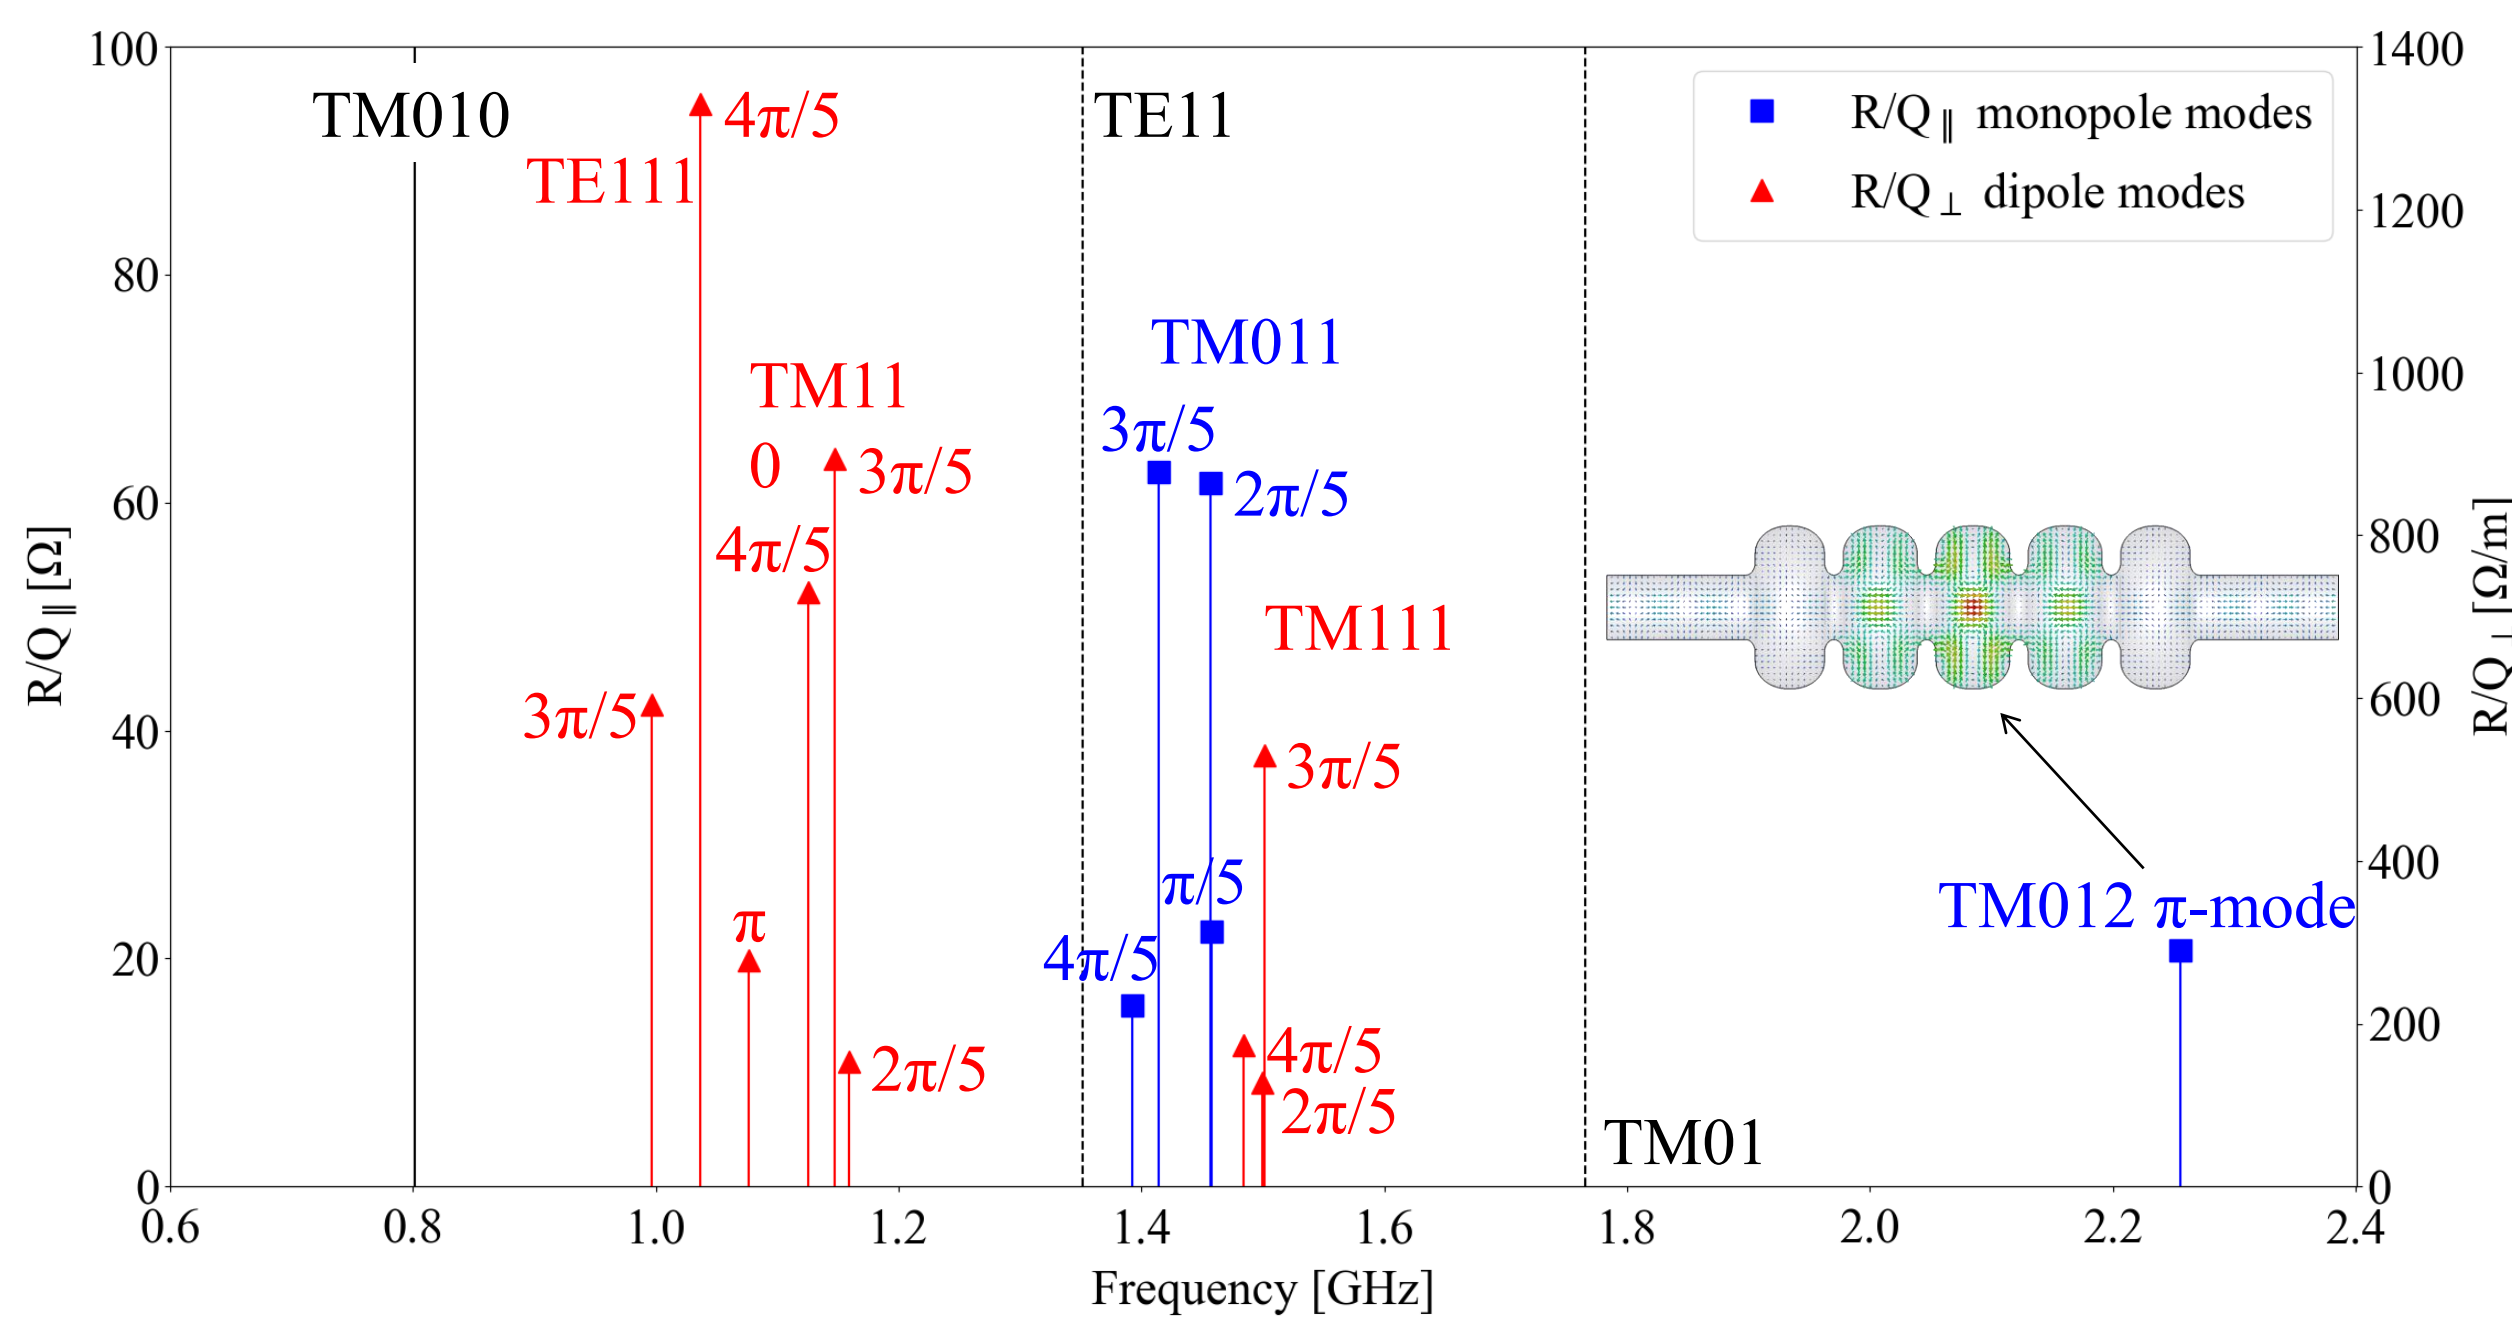 100
80
60
40
20
0
R/Q ∥ [Ω]
1400
1200
1000
800
600
400
200
0
R/Q ⊥ [Ω/m]
0.6 0.8 1.0 1.2 1.4 1.6 1.8 2.0 2.2 2.4
Frequency [GHz]
R/Q ∥ monopole modes
R/Q ⊥ dipole modes
TM010
TE111
4π/5
3π/5
π
TM11
0
3π/5
4π/5
2π/5
TE11
TM011
3π/5
2π/5
π/5
4π/5
TM111
3π/5
4π/5
2π/5
TM01
TM012 π-mode